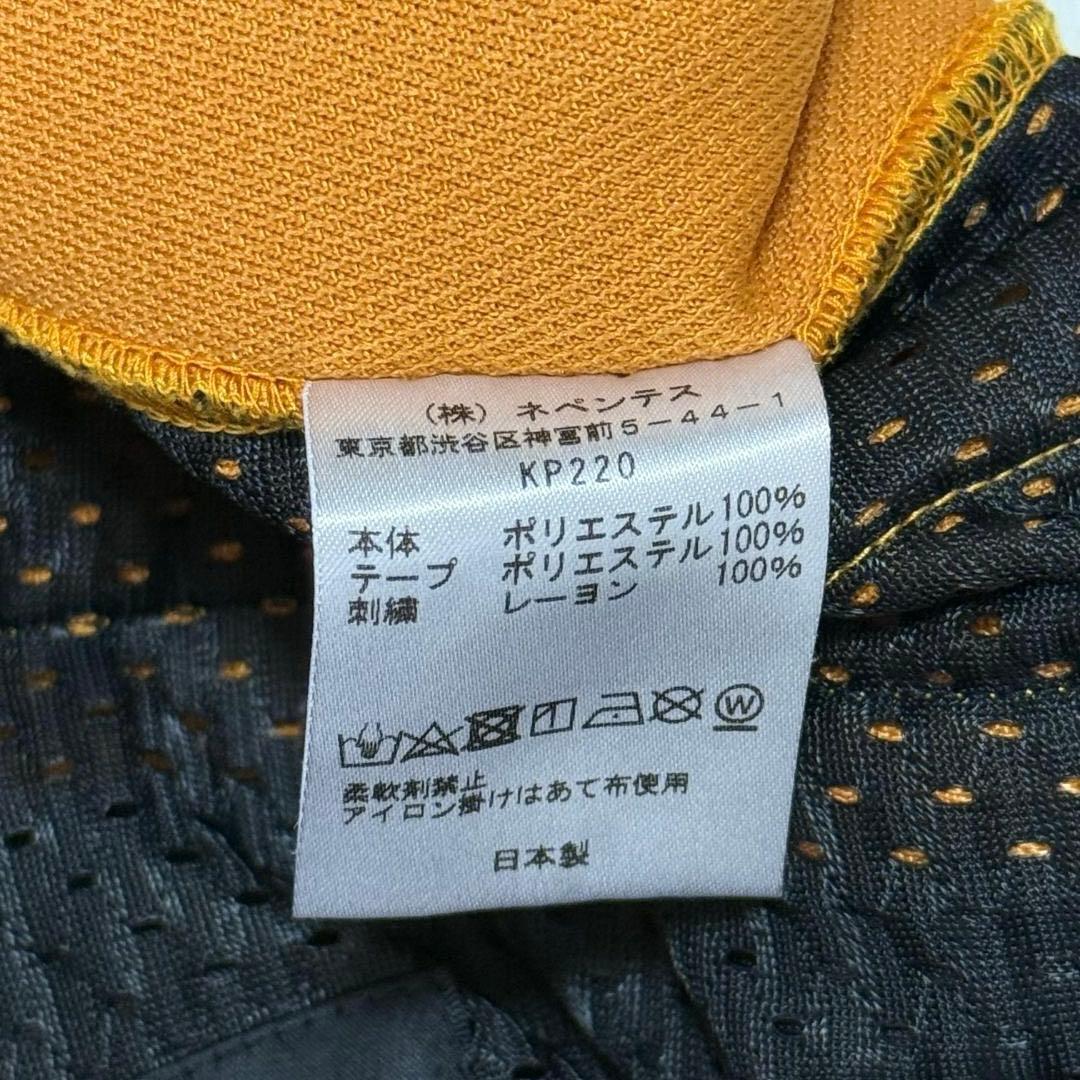 （株）ネペンテス
東京都渋谷区神宮前5－44－1
KP220
本体 ポリエステル100%
テープ ポリエステル100%
刺繍 レーヨン 100%
W
柔軟剤禁止
アイロン掛けはあて布使用
日本製